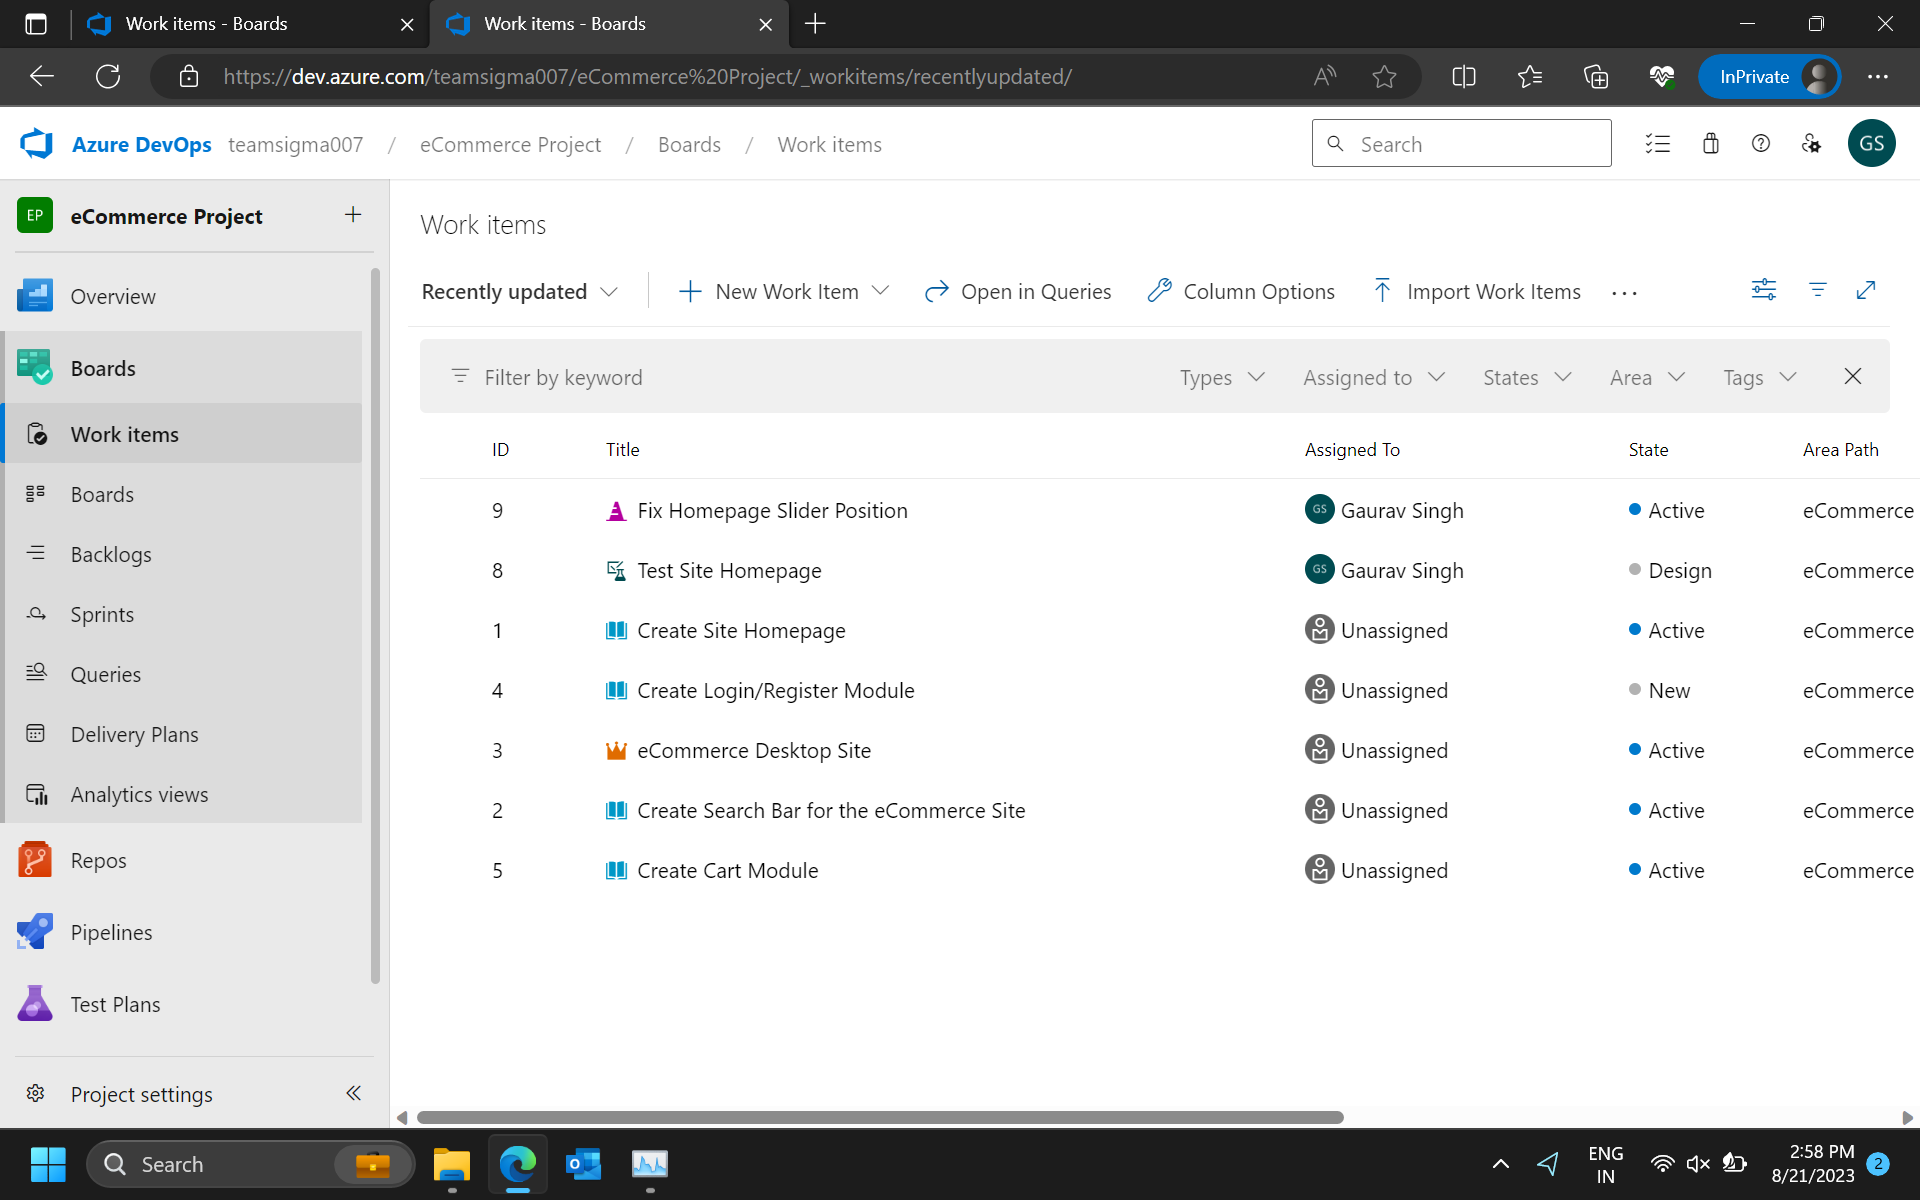 Work items - Boards
Work items - Boards
https://dev.azure.com/teamsigma007/eCommerce%20Project/_workitems/recentlyupdated/
InPrivate
Azure DevOps teamsigma007 / eCommerce Project / Boards / Work items
Search
GS
EP eCommerce Project
Overview
Boards
Work items
Boards
Backlogs
Sprints
Queries
Delivery Plans
Analytics views
Repos
Pipelines
Test Plans
Project settings
Work items
Recently updated New Work Item Open in Queries Column Options Import Work Items
Filter by keyword Types Assigned to States Area Tags
ID Title Assigned To State Area Path
9 Fix Homepage Slider Position GS Gaurav Singh Active eCommerce
8 Test Site Homepage GS Gaurav Singh Design eCommerce
1 Create Site Homepage Unassigned Active eCommerce
4 Create Login/Register Module Unassigned New eCommerce
3 eCommerce Desktop Site Unassigned Active eCommerce
2 Create Search Bar for the eCommerce Site Unassigned Active eCommerce
5 Create Cart Module Unassigned Active eCommerce
Search
ENG
IN
2:58 PM
8/21/2023
2